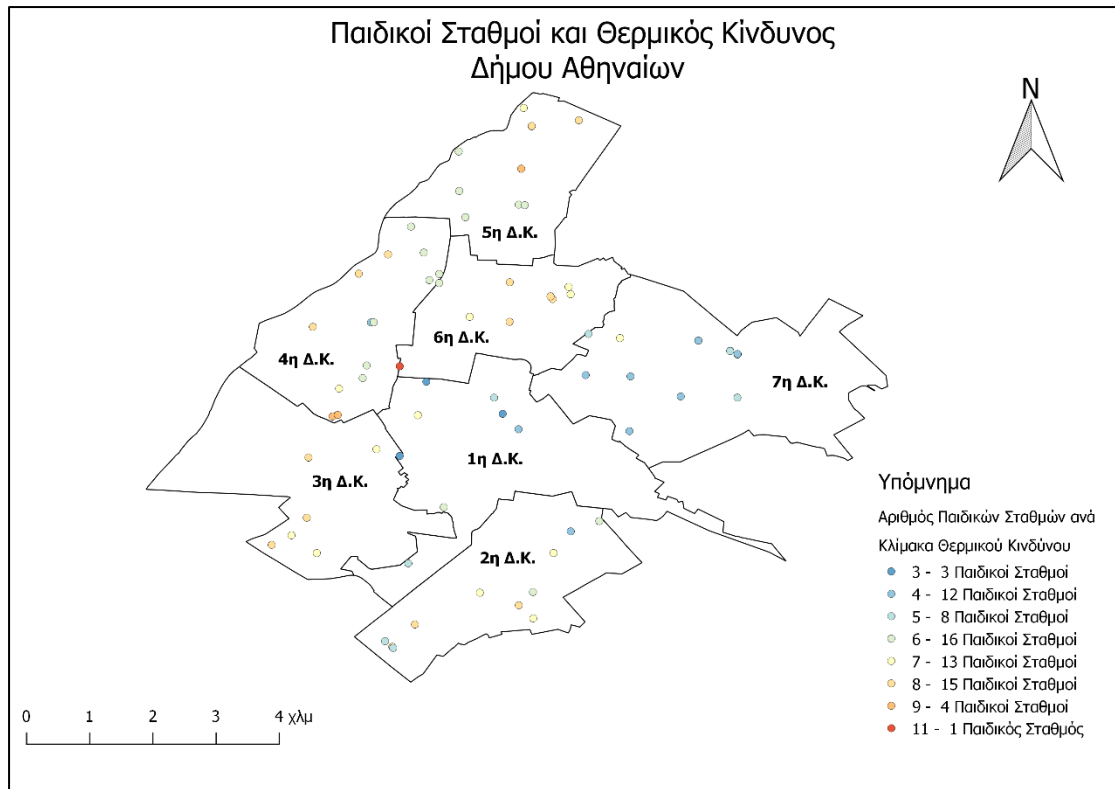 Παιδικοί Σταθμοί και Θερμικός Κίνδυνος
Δήμου Αθηναίων
N
5η Δ.Κ.
6η Δ.Κ.
4η Δ.Κ.
7η Δ.Κ.
1η Δ.Κ.
3η Δ.Κ.
2η Δ.Κ.
Υπόμνημα
Αριθμός Παιδικών Σταθμών ανά
Κλίμακα Θερμικού Κινδύνου
3 - 3 Παιδικοί Σταθμοί
4 - 12 Παιδικοί Σταθμοί
5 - 8 Παιδικοί Σταθμοί
6 - 16 Παιδικοί Σταθμοί
7 - 13 Παιδικοί Σταθμοί
8 - 15 Παιδικοί Σταθμοί
9 - 4 Παιδικοί Σταθμοί
11 - 1 Παιδικός Σταθμός
0 1 2 3 4 χλμ